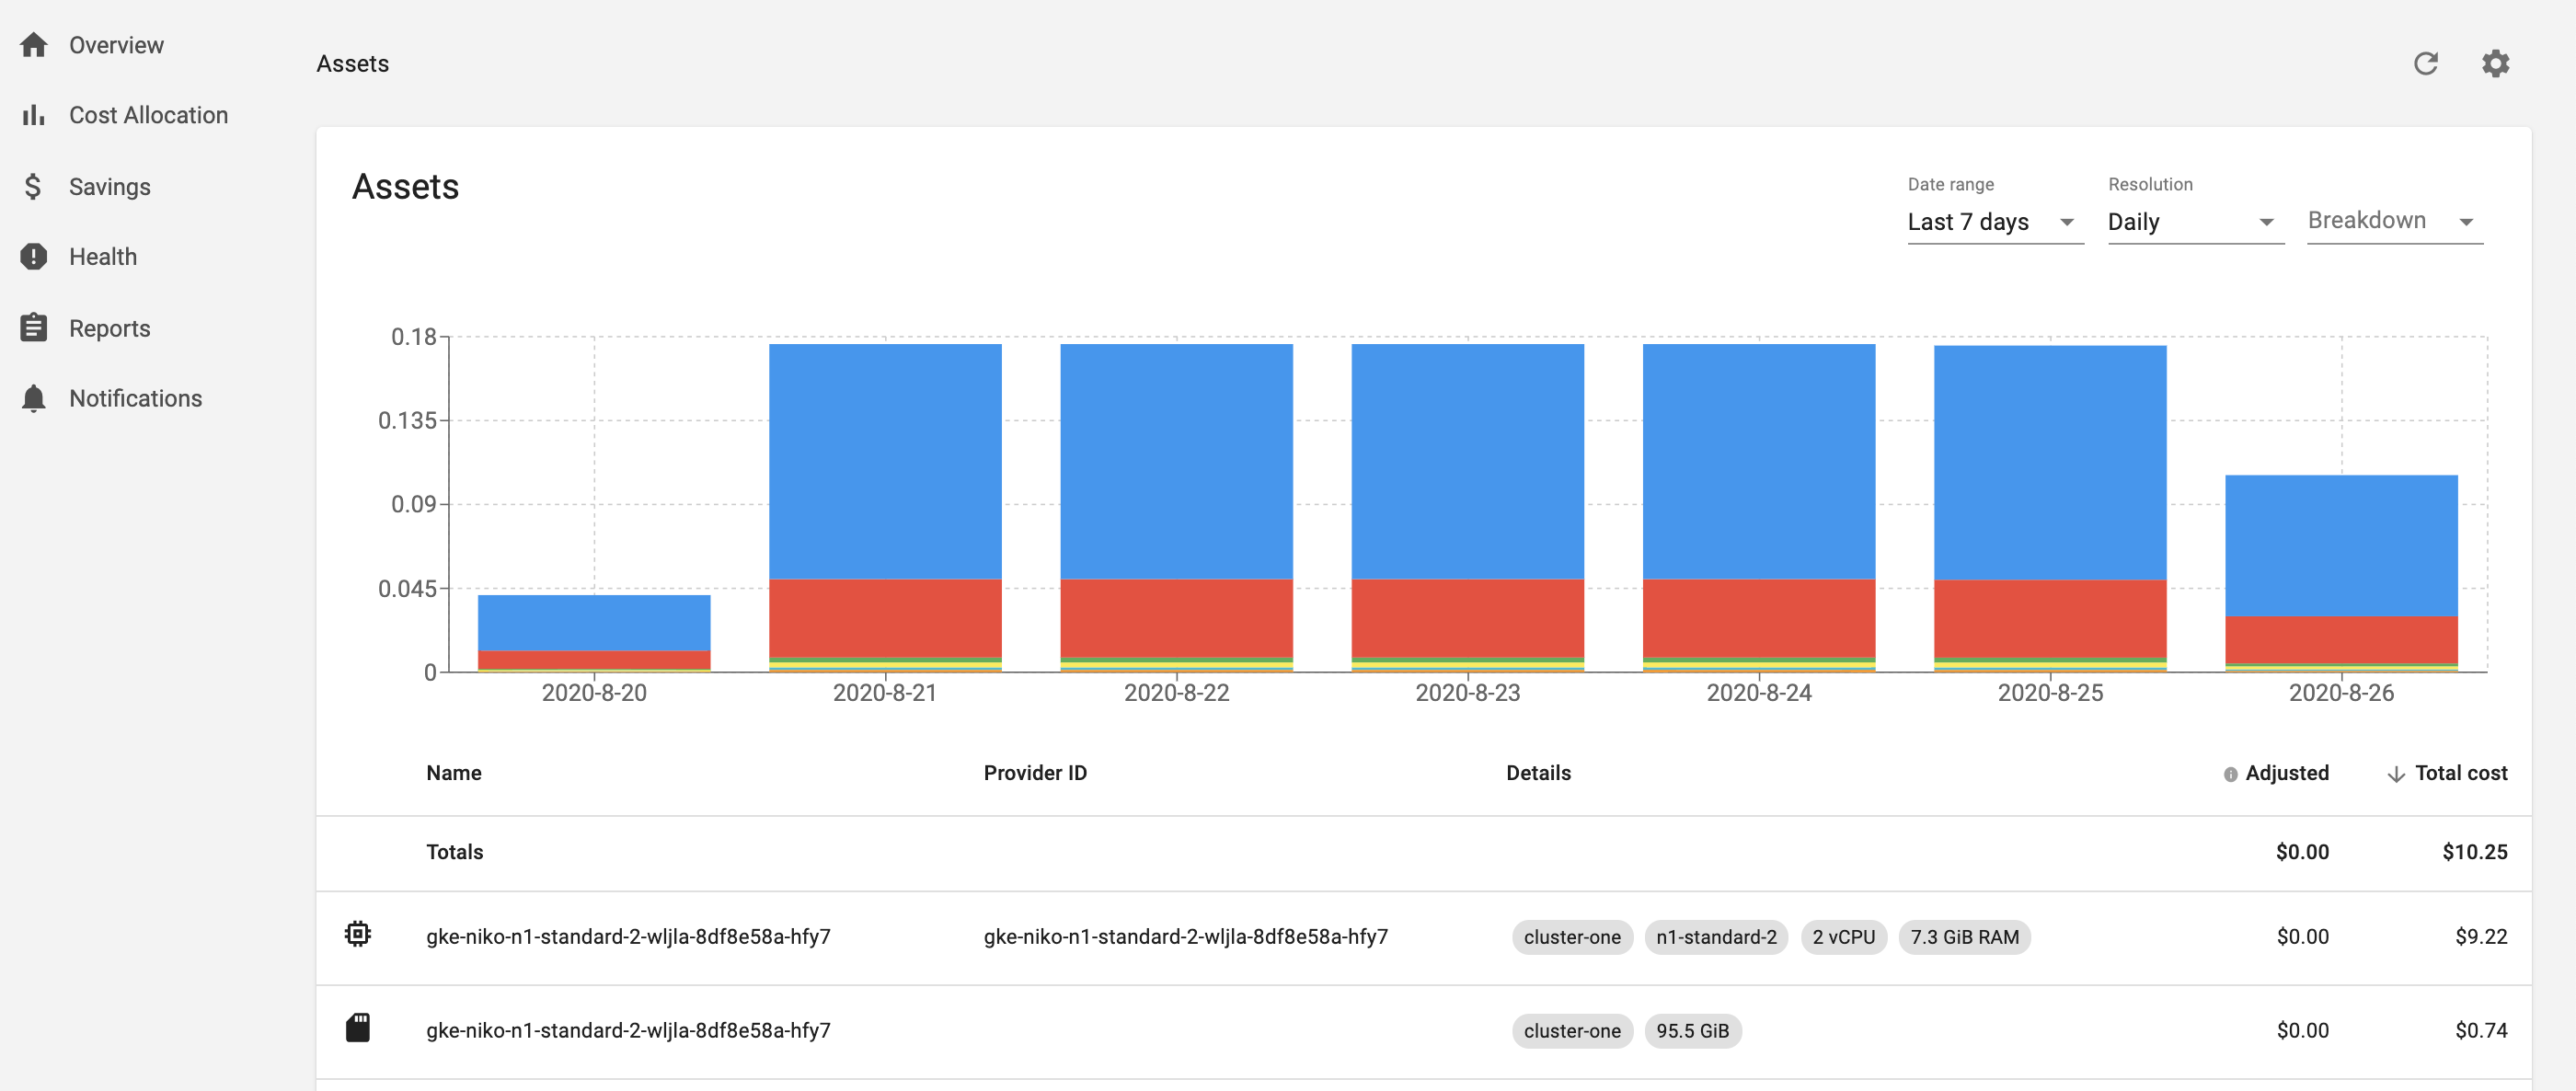 Overview
Cost Allocation
Savings
Health
Reports
Notifications
Assets
Assets
Date range
Last 7 days
Resolution
Daily
Breakdown
0.18
0.135
0.09
0.045
0
2020-8-20 2020-8-21 2020-8-22 2020-8-23 2020-8-24 2020-8-25 2020-8-26
Name Provider ID Details Adjusted Total cost
Totals $0.00 $10.25
gke-niko-n1-standard-2-wljla-8df8e58a-hfy7 gke-niko-n1-standard-2-wljla-8df8e58a-hfy7 cluster-one n1-standard-2 2 vCPU 7.3 GiB RAM $0.00 $9.22
gke-niko-n1-standard-2-wljla-8df8e58a-hfy7 cluster-one 95.5 GiB $0.00 $0.74